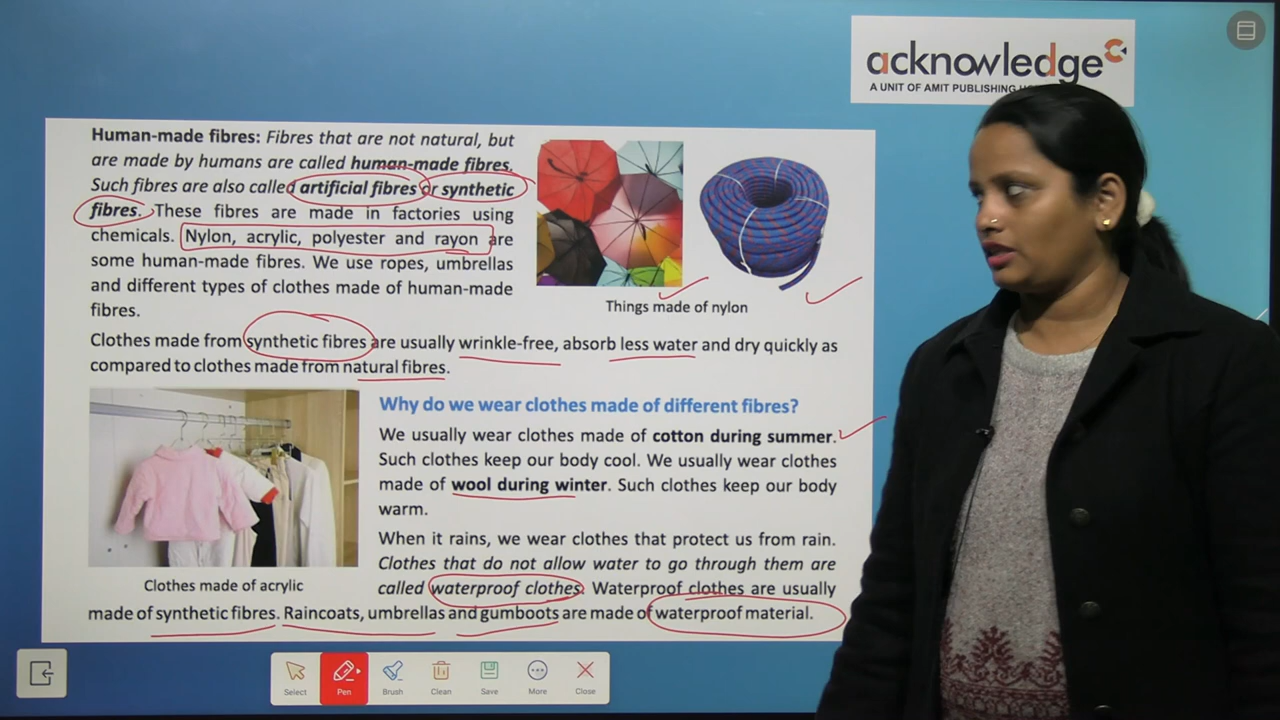 acknowledge
A UNIT OF AMIT PUBLISHING
Human-made fibres: Fibres that are not natural, but
are made by humans are called human-made fibres.
Such fibres are also called artificial fibres or synthetic
fibres. These fibres are made in factories using
chemicals. Nylon, acrylic, polyester and rayon are
some human-made fibres. We use ropes, umbrellas
and different types of clothes made of human-made
fibres.
Things made of nylon
Clothes made from synthetic fibres are usually wrinkle-free, absorb less water and dry quickly as
compared to clothes made from natural fibres.
Why do we wear clothes made of different fibres?
We usually wear clothes made of cotton during summer.
Such clothes keep our body cool. We usually wear clothes
made of wool during winter. Such clothes keep our body
warm.
When it rains, we wear clothes that protect us from rain.
Clothes that do not allow water to go through them are
called waterproof clothes. Waterproof clothes are usually
Clothes made of acrylic
made of synthetic fibres. Raincoats, umbrellas and gumboots are made of waterproof material.
Select Pen Brush Clean Save More Close